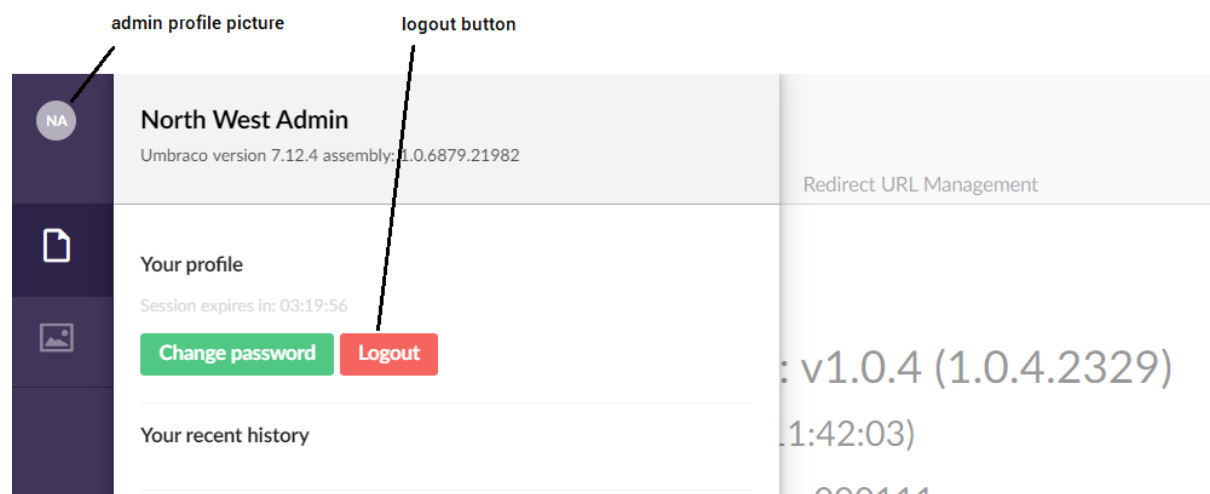 admin profile picture
logout button
NA
North West Admin
Umbraco version 7.12.4 assembly: 1.0.6879.21982
Redirect URL Management
Your profile
Session expires in: 03:19:56
Change password
Logout
: v1.0.4 (1.0.4.2329)
1:42:03)
Your recent history